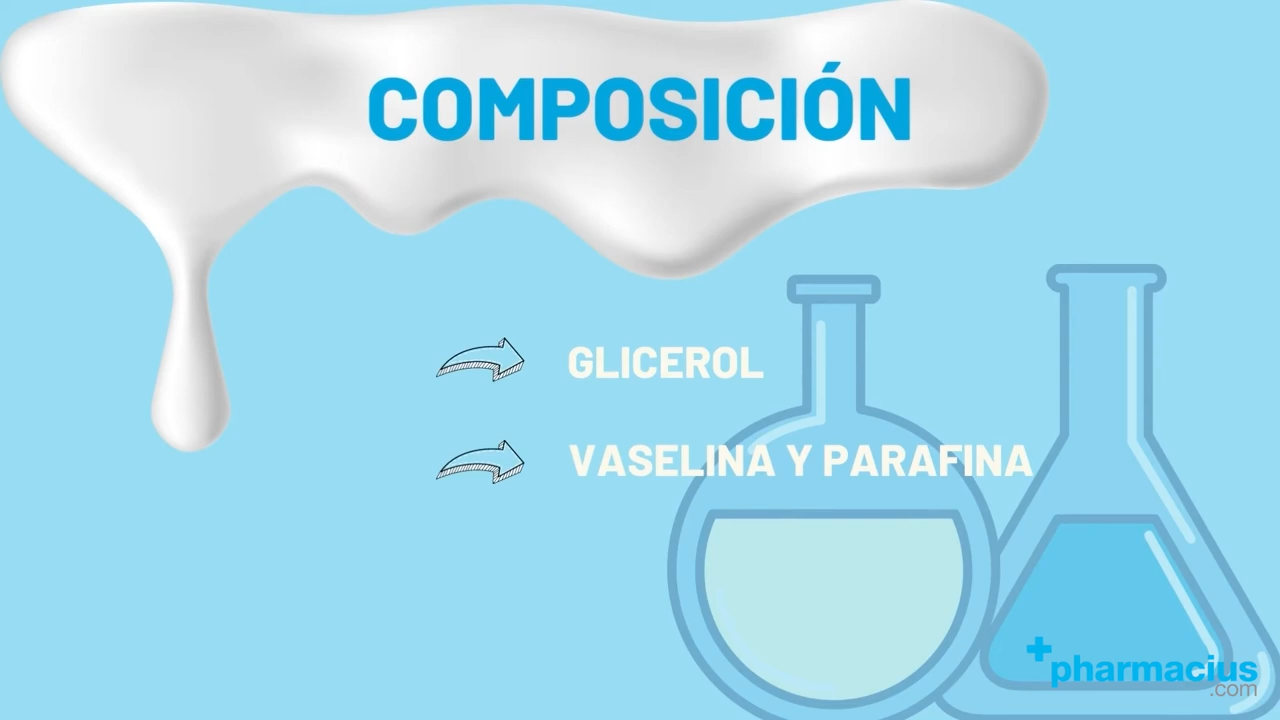 COMPOSICIÓN
GLICEROL
VASELINA Y PARAFINA
+pharmacius
.com